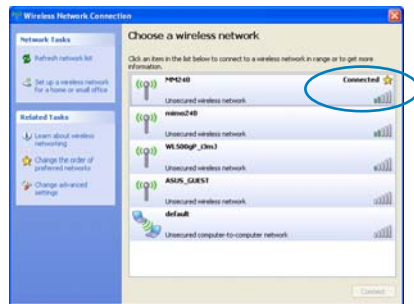 Wireless Network Connection
Network Tasks
Refresh network list
Set up a wireless network
for a home or small office
Related Tasks
Learn about wireless
networking
Change the order of
preferred networks
Change advanced
settings
Choose a wireless network
Click an item in the list below to connect to a wireless network in range or to get more
information.
Connected
Unsecured wireless network
mimo240
Unsecured wireless network
Unsecured wireless network
ASUS_GUEST
Unsecured wireless network
default
Unsecured computer-to-computer network
Connect